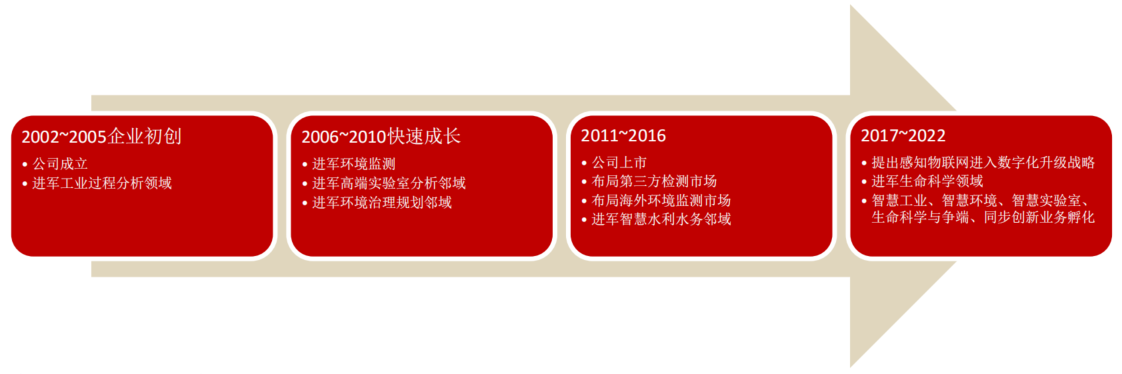 2002~2005企业初创
• 公司成立
• 进军工业过程分析领域
2006~2010快速成长
• 进军环境监测
• 进军高端实验室分析邻域
• 进军环境治理规划邻域
2011~2016
• 公司上市
• 布局第三方检测市场
• 布局海外环境监测市场
• 进军智慧水利水务邻域
2017~2022
• 提出感知物联网进入数字化升级战略
• 进军生命科学领域
• 智慧工业、智慧环境、智慧实验室、
生命科学与争端、同步创新业务孵化